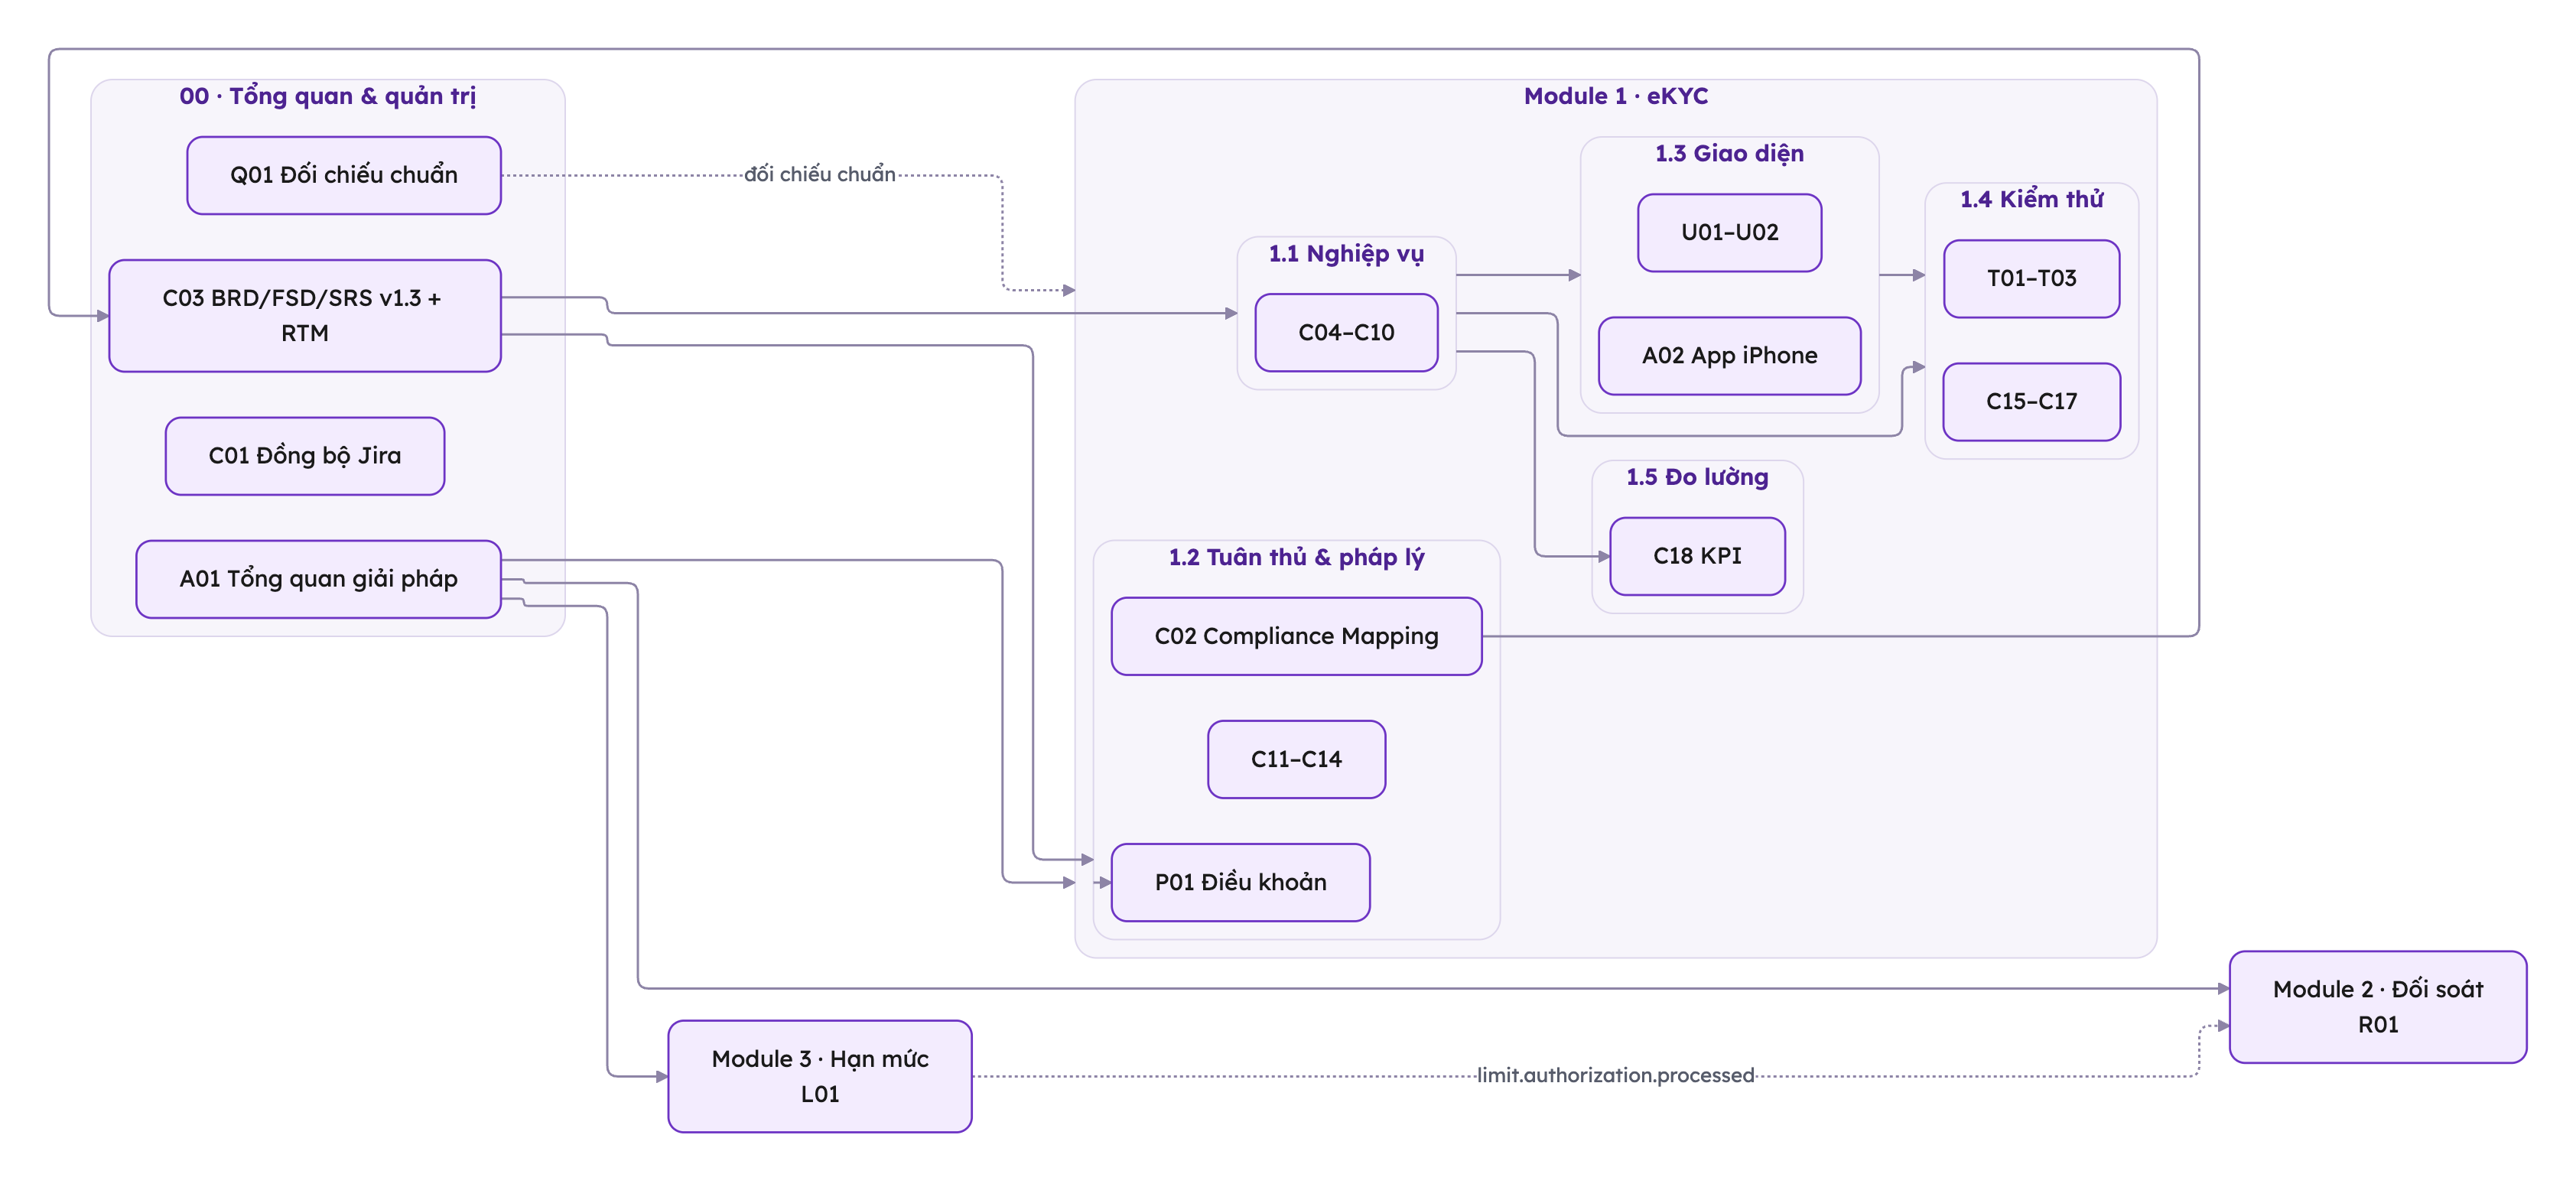 00 · Tổng quan & quản trị
Q01 Đối chiếu chuẩn
C03 BRD/FSD/SRS v1.3 +
RTM
C01 Đồng bộ Jira
A01 Tổng quan giải pháp
đối chiếu chuẩn
Module 1 · eKYC
1.1 Nghiệp vụ
C04–C10
1.3 Giao diện
U01–U02
A02 App iPhone
1.4 Kiểm thử
T01–T03
C15–C17
1.5 Đo lường
C18 KPI
1.2 Tuân thủ & pháp lý
C02 Compliance Mapping
C11–C14
P01 Điều khoản
Module 3 · Hạn mức
L01
limit.authorization.processed
Module 2 · Đối soát
R01